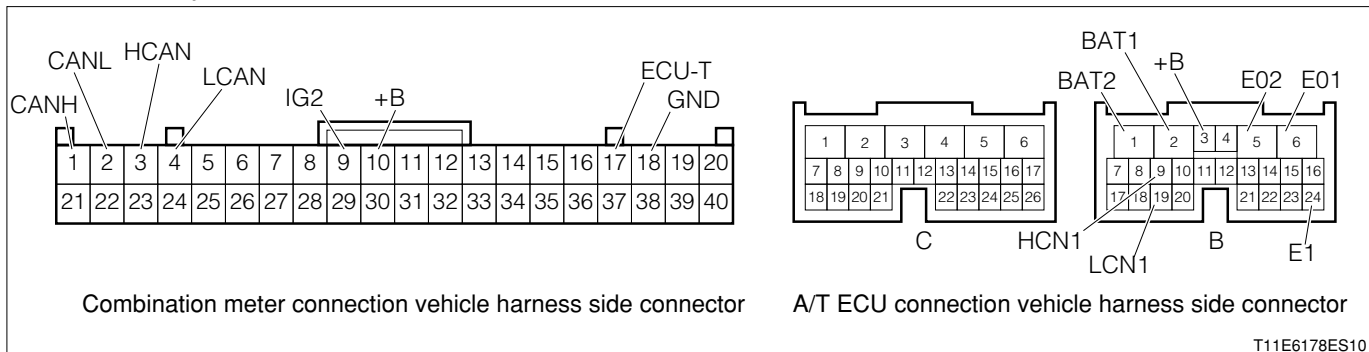 BAT1
CANL HCAN +B
LCAN ECU-T BAT2 E02 E01
CANH IG2 +B GND
1 2 3 4 5 6 7 8 9 10 11 12 13 14 15 16 17 18 19 20
21 22 23 24 25 26 27 28 29 30 31 32 33 34 35 36 37 38 39 40
1 2 3 4 5 6
7 8 9 10 11 12 13 14 15 16 17
18 19 20 21 22 23 24 25 26
C
1 2 3 4 5 6
7 8 9 10 11 12 13 14 15 16
17 18 19 20 21 22 23 24
HCN1 B
LCN1 E1
Combination meter connection vehicle harness side connector
A/T ECU connection vehicle harness side connector
T11E6178ES10